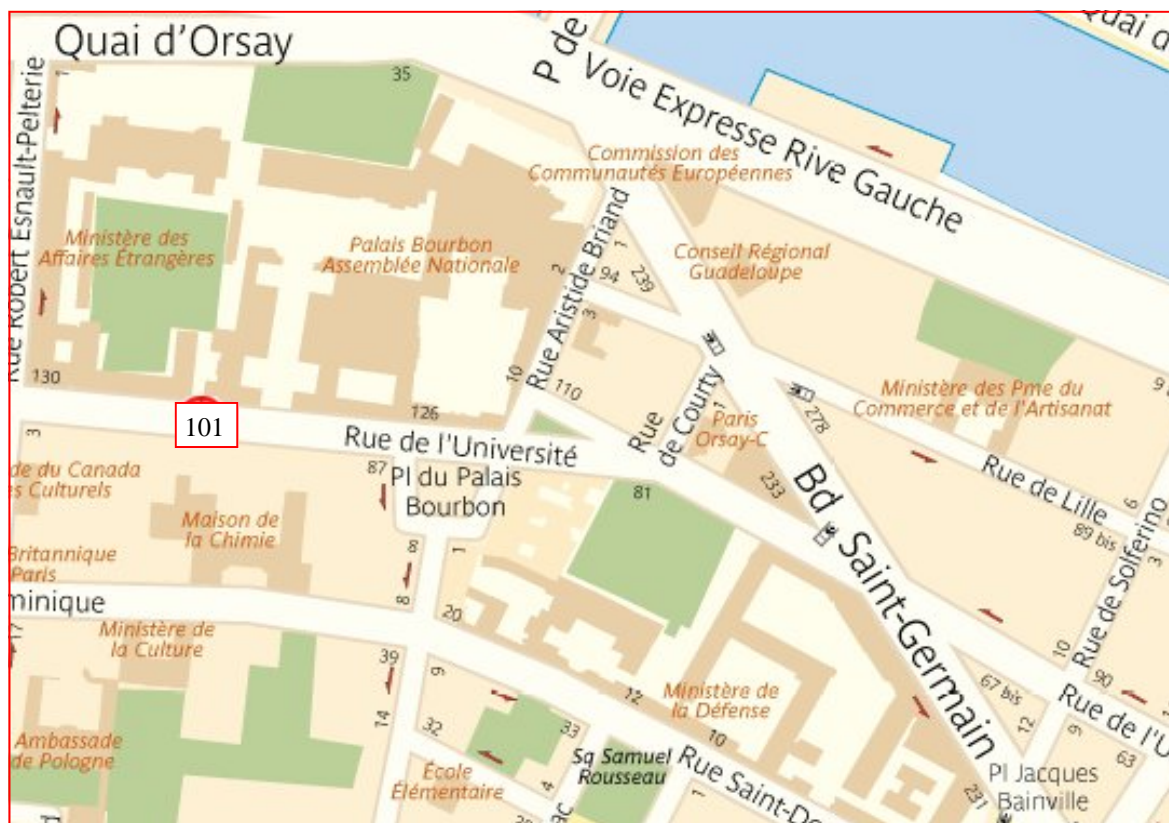 Quai d'Orsay
P de
Quai d
Voie Expresse Rive Gauche
1
35
Rue Robert Esnault-Pelterie
Commission des
Communautés Européennes
1
Ministère des
Affaires Étrangères
Palais Bourbon
Assemblée Nationale
Rue Aristide Briand
1
239
94
2
Conseil Régional
Guadeloupe
3
10
110
130
101
126
Rue de l'Université
Rue
de Courty
1
Paris
Orsay-C
278
Ministère des Pme du
Commerce et de l'Artisanat
9
3
de du Canada
s Culturels
87
Pl du Palais
Bourbon
81
233
Bd Saint-Germain
Rue de Lille
6
89 bis
3
Rue de Solferino
Maison de
la Chimie
Britannique
Paris
8
1
minique
8
20
17
Ministère de
la Culture
39
9
12
Ministère de
la Défense
10
10
67 bis
90
Rue de l'U
12
9
63
14
32
33
Ambassade
de Pologne
École
Élémentaire
4
Sq Samuel
Rousseau
1
Rue Saint-Do
231
Pl Jacques
Bainville